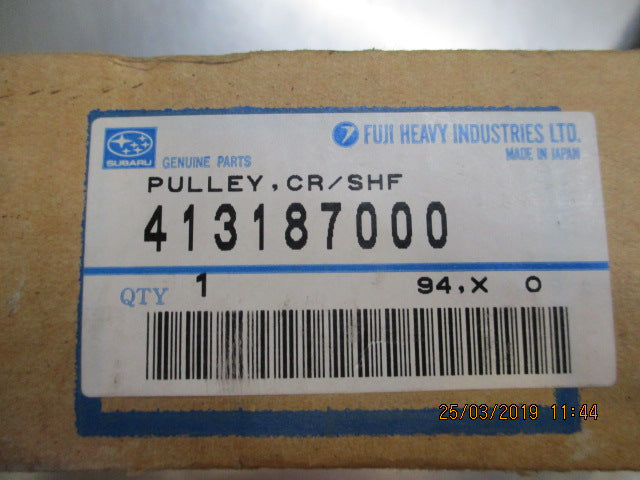 SUBARU
GENUINE PARTS
FUJI HEAVY INDUSTRIES LTD.
MADE IN JAPAN
PULLEY,CR/SHF
413187000
QTY 1 94.X 0
25/03/2019 11:44